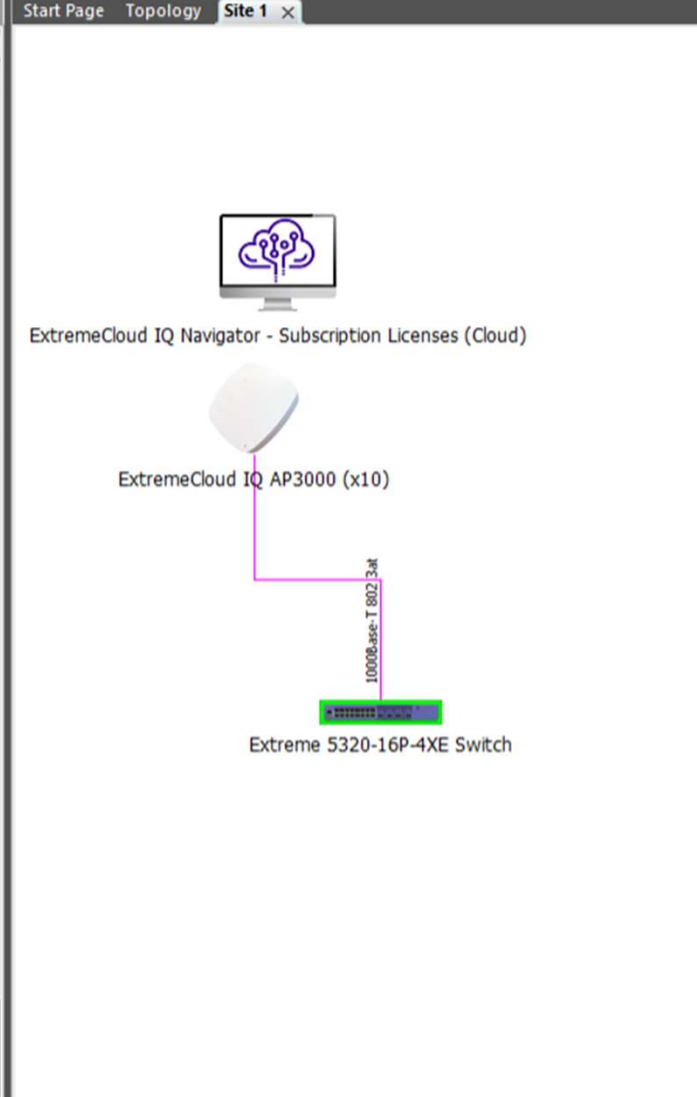 Start Page Topology Site 1 ×
ExtremeCloud IQ Navigator - Subscription Licenses (Cloud)
ExtremeCloud IQ AP3000 (x10)
1000Base-T 802.3at
Extreme 5320-16P-4XE Switch